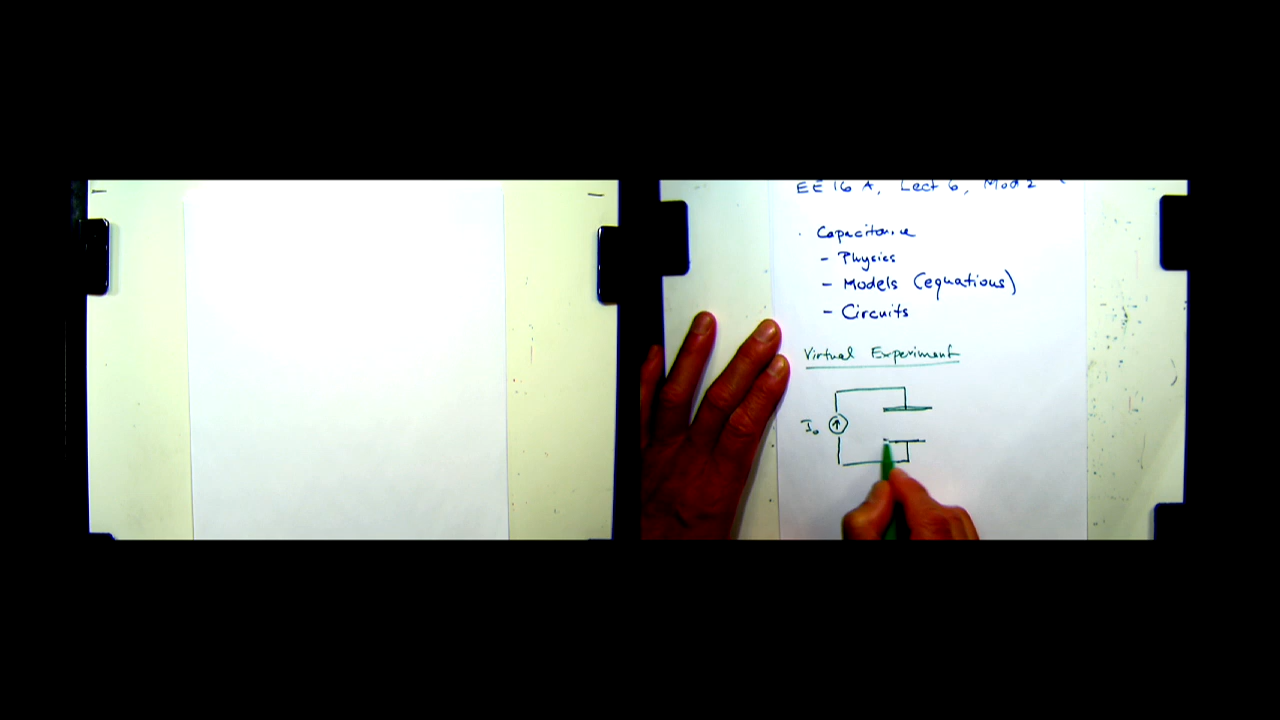 EE 16 A, Lect 6, Mod 2
· Capacitance
- Physics
- Models (equations)
- Circuits
Virtual Experiment
I₀